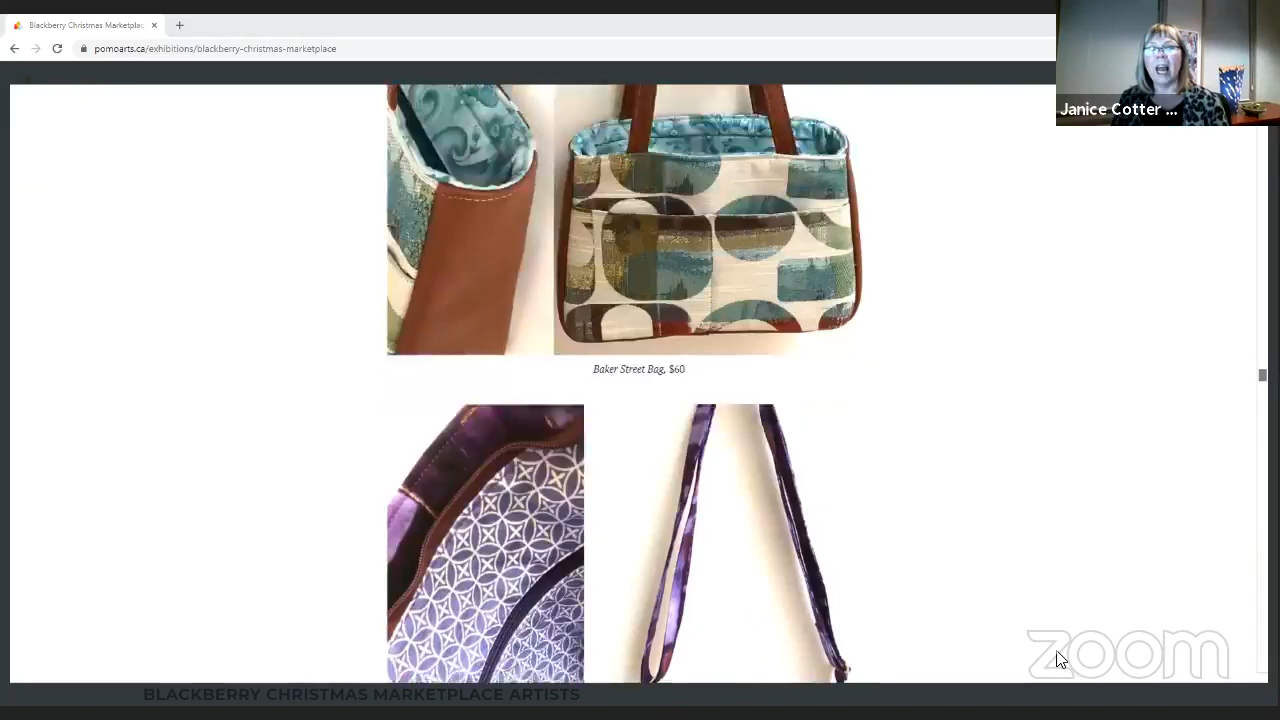 Blackberry Christmas Marketplac
pomoarts.ca/exhibitions/blackberry-christmas-marketplace
Janice Cotter ...
Baker Street Bag, $60
zoom
BLACKBERRY CHRISTMAS MARKETPLACE ARTISTS